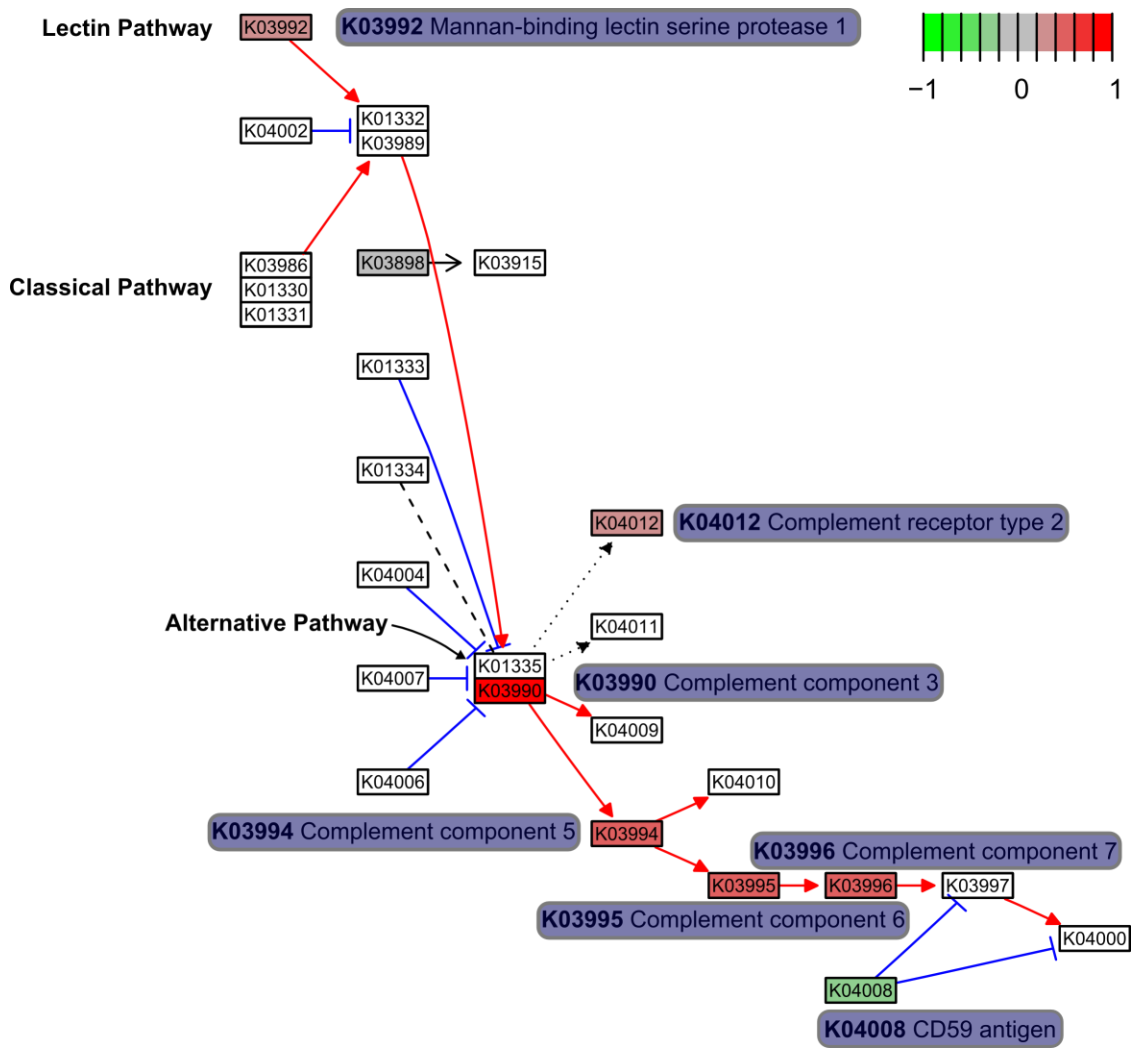 Lectin Pathway
K03992
K03992 Mannan-binding lectin serine protease 1
−1
0
1
K04002
K01332
K03989
K03986
K01330
K01331
Classical Pathway
K03898
K03915
K01333
K01334
K04012
K04012 Complement receptor type 2
K04004
Alternative Pathway
K04011
K04007
K01335
K03990
K03990 Complement component 3
K04009
K04006
K04010
K03994 Complement component 5
K03994
K03996 Complement component 7
K03995
K03996
K03997
K03995 Complement component 6
K04000
K04008
K04008 CD59 antigen